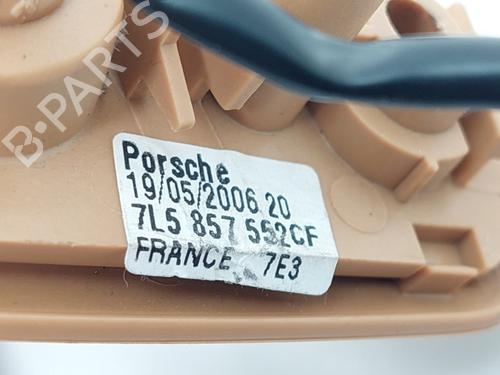 B-PARTS
Porsche
19/05/2006 20
7L5 857 552CF
FRANCE 7E3